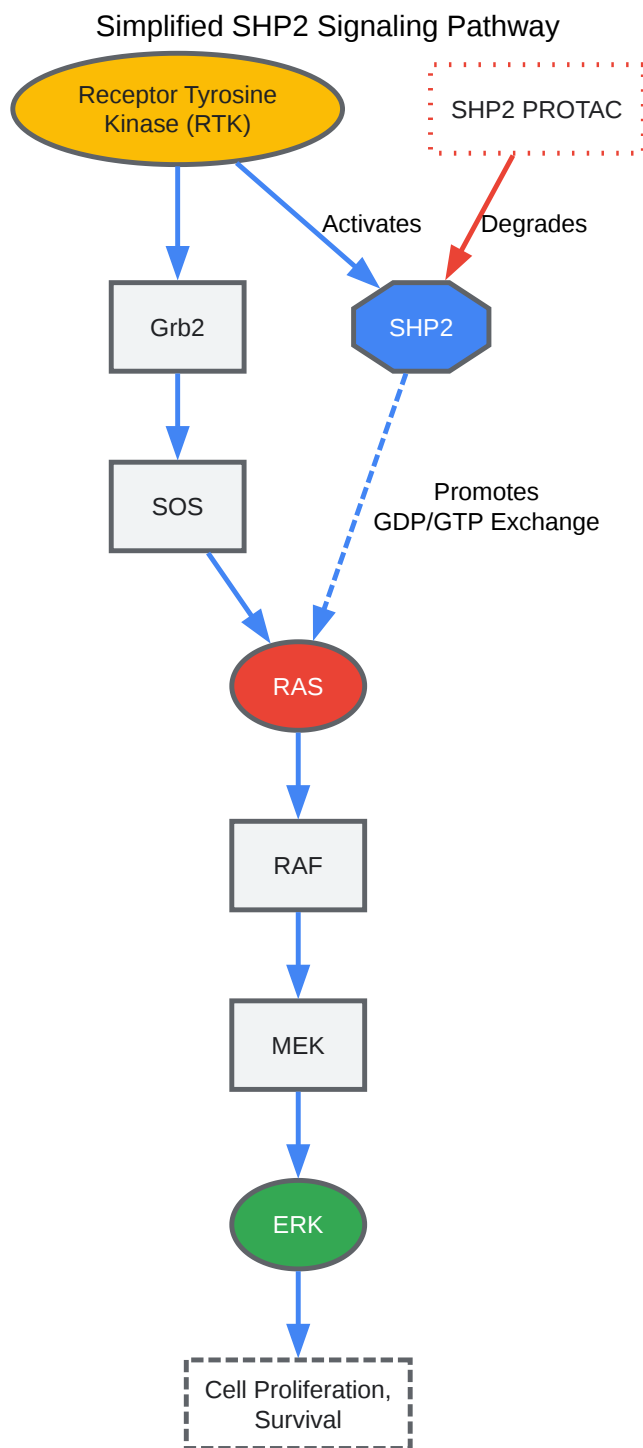 Simplified SHP2 Signaling Pathway
Receptor Tyrosine
Kinase (RTK)
SHP2 PROTAC
Activates
Degrades
Grb2
SHP2
SOS
Promotes
GDP/GTP Exchange
RAS
RAF
MEK
ERK
Cell Proliferation,
Survival